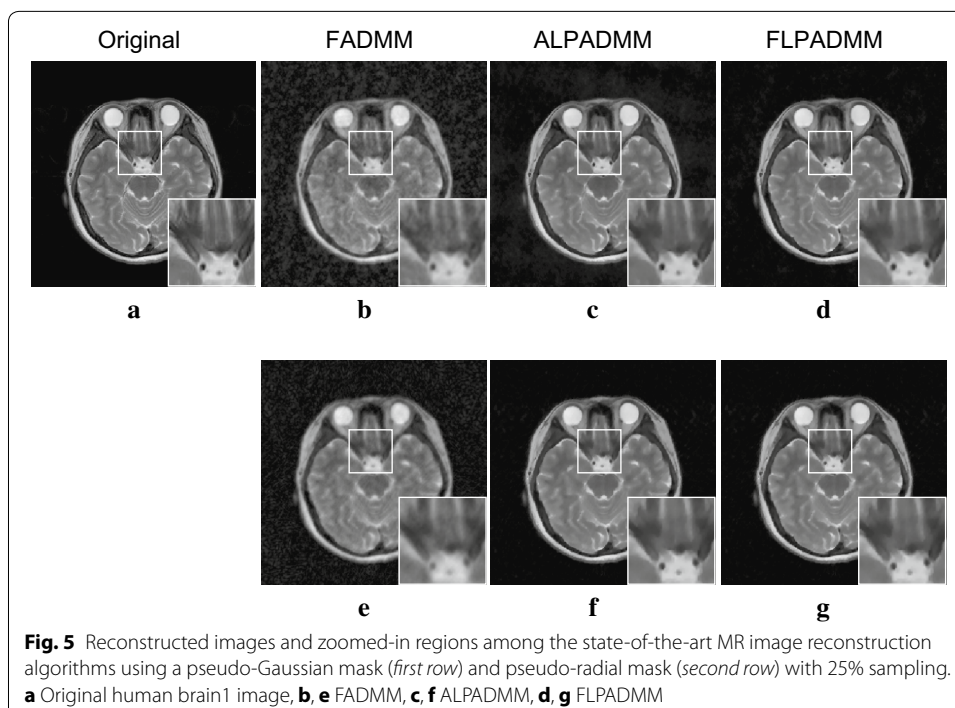 Original FADMM ALPADMM FLPADMM
a b c d
e f g
Fig. 5 Reconstructed images and zoomed-in regions among the state-of-the-art MR image reconstruction
algorithms using a pseudo-Gaussian mask (first row) and pseudo-radial mask (second row) with 25% sampling.
a Original human brain1 image, b, e FADMM, c, f ALPADMM, d, g FLPADMM